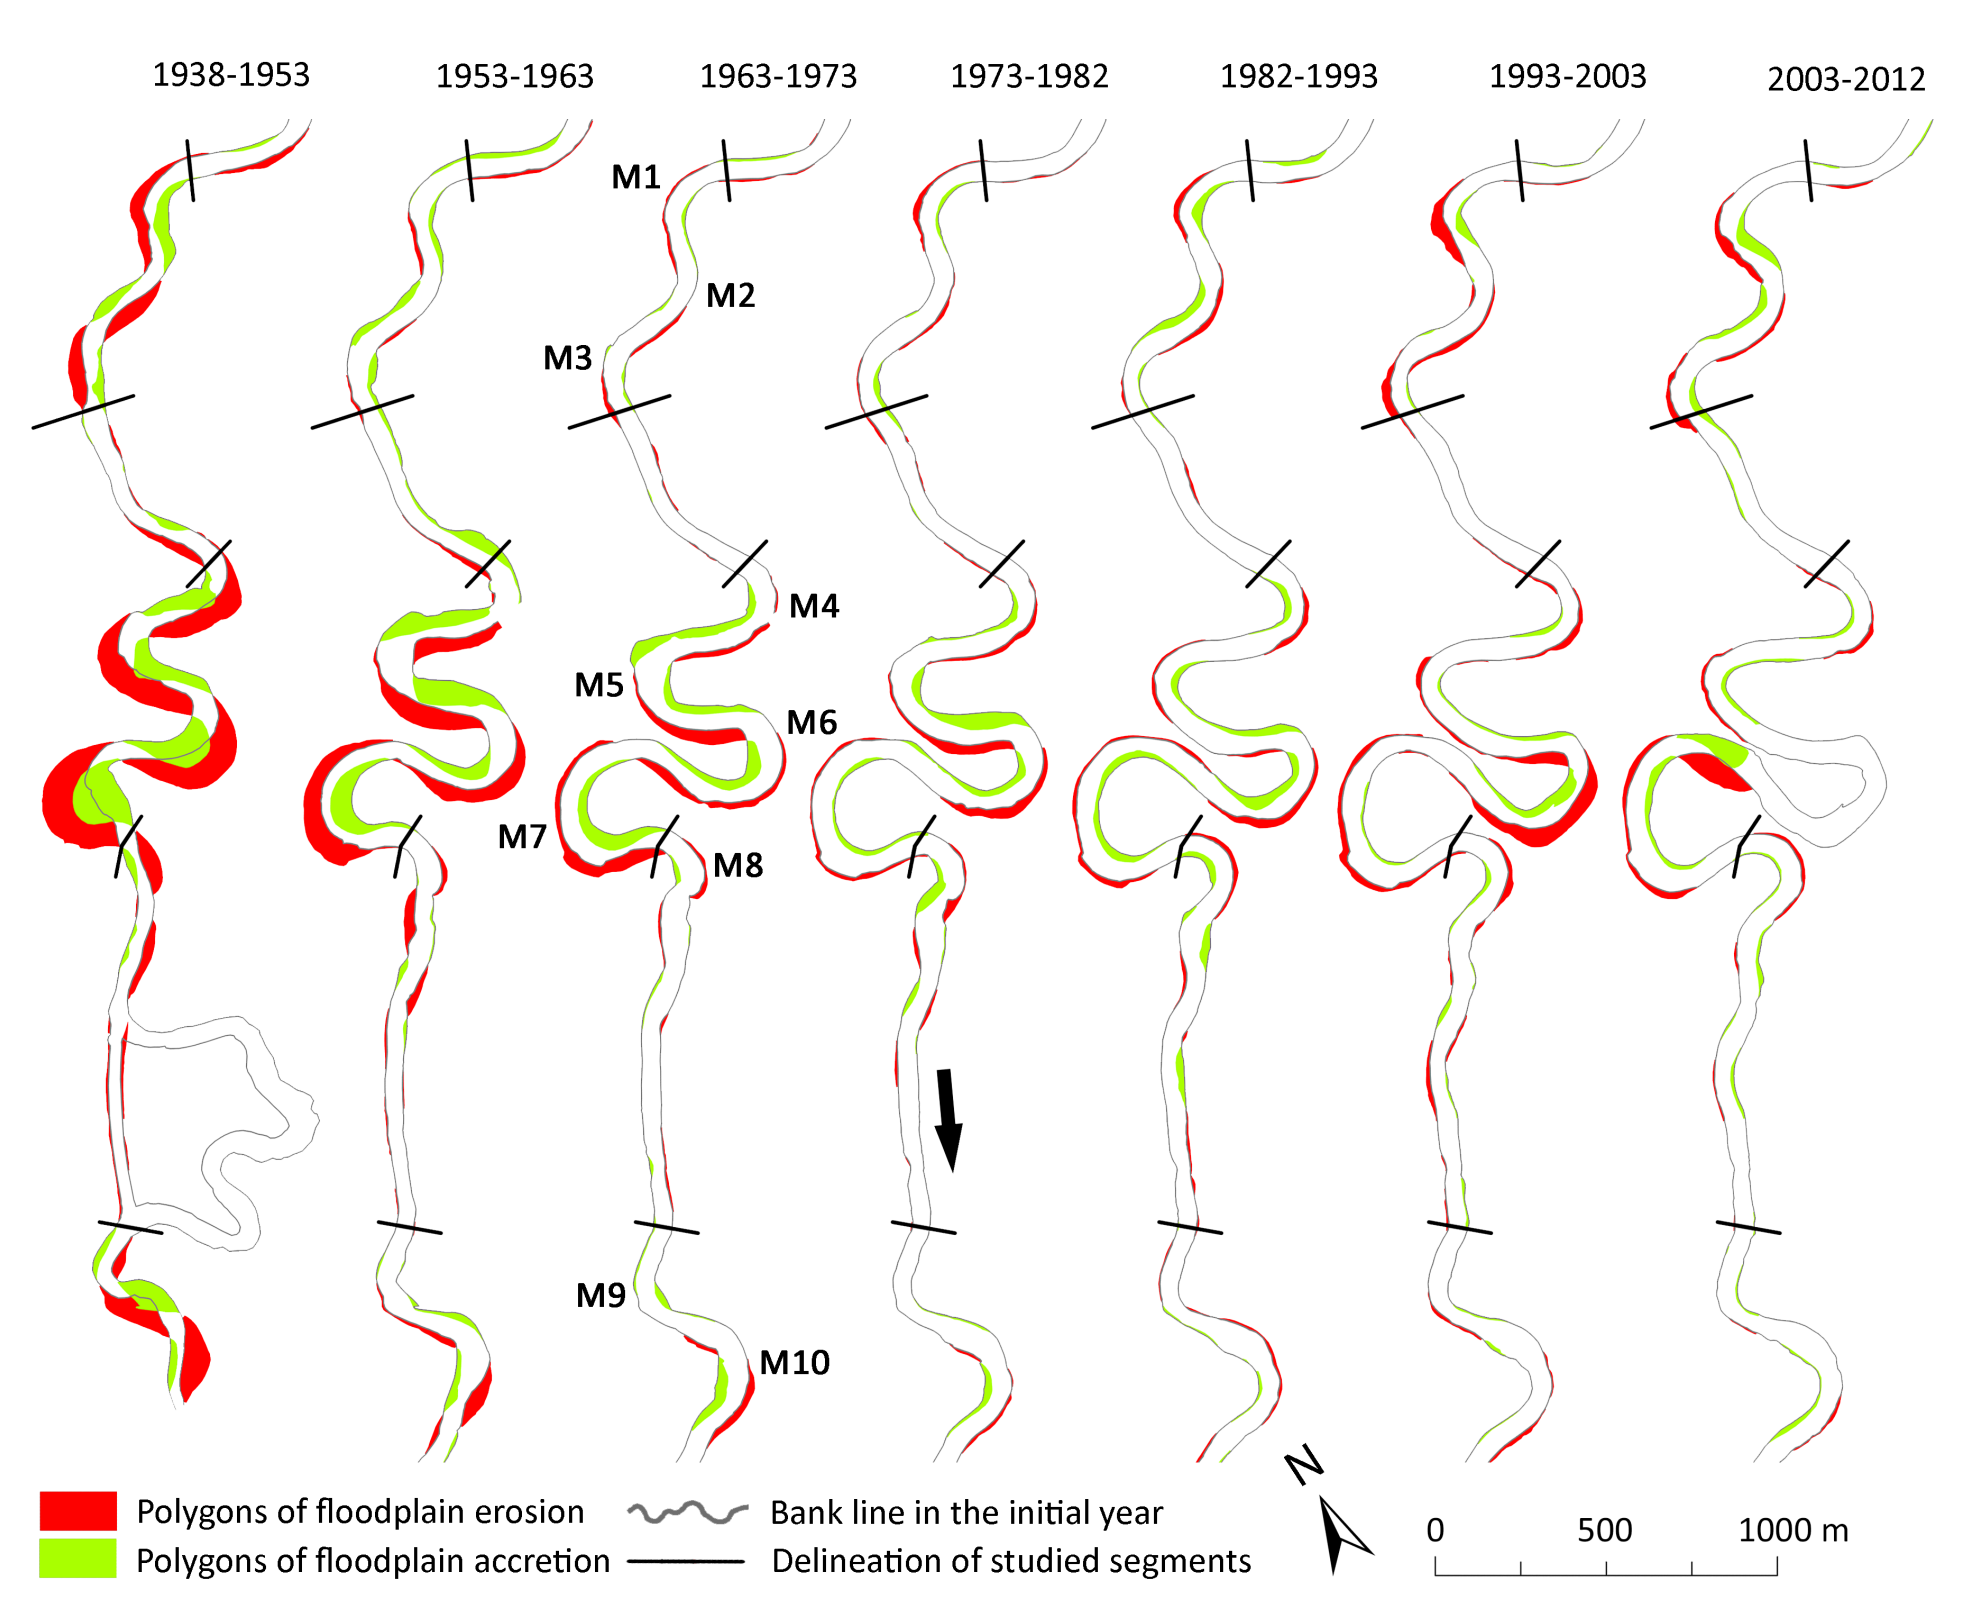 1938-1953 1953-1963 1963-1973 1973-1982 1982-1993 1993-2003 2003-2012
M1
M2
M3
M4
M5
M6
M7
M8
M9
M10
N
Polygons of floodplain erosion
Bank line in the initial year
0 500 1000 m
Polygons of floodplain accretion
Delineation of studied segments